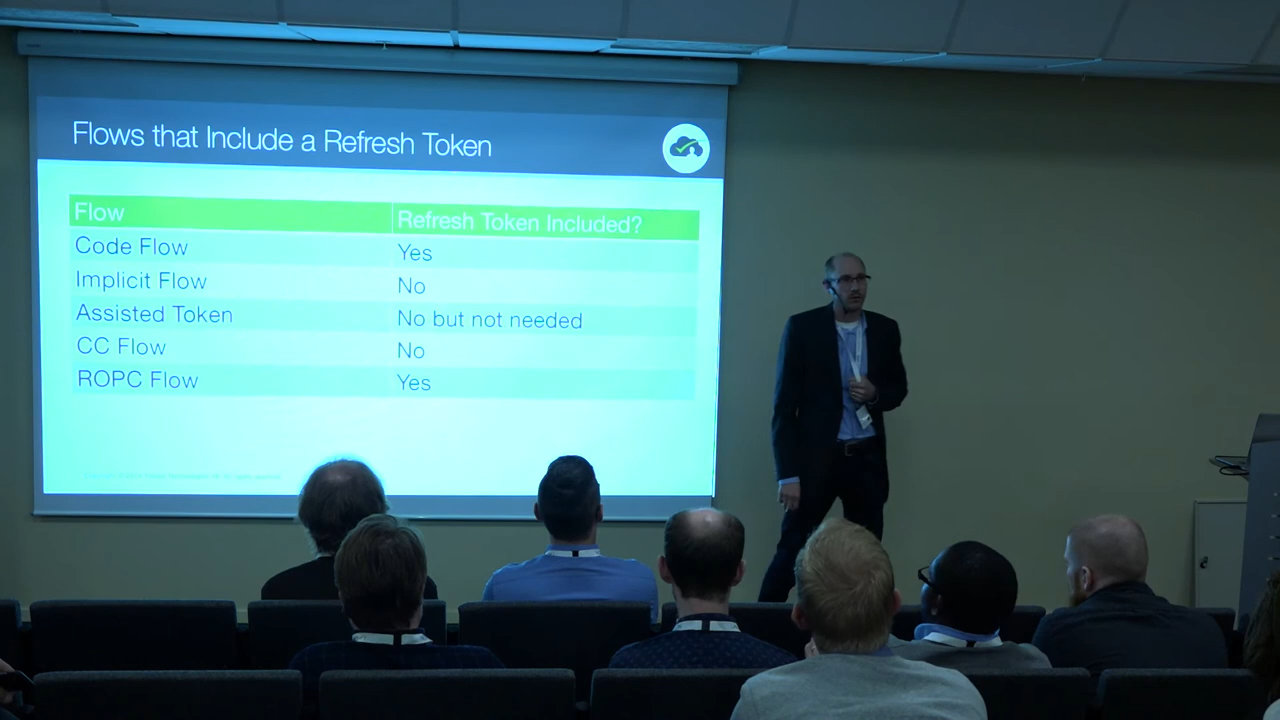 Flows that Include a Refresh Token
Flow Refresh Token Included?
Code Flow Yes
Implicit Flow No
Assisted Token No but not needed
CC Flow No
ROPC Flow Yes